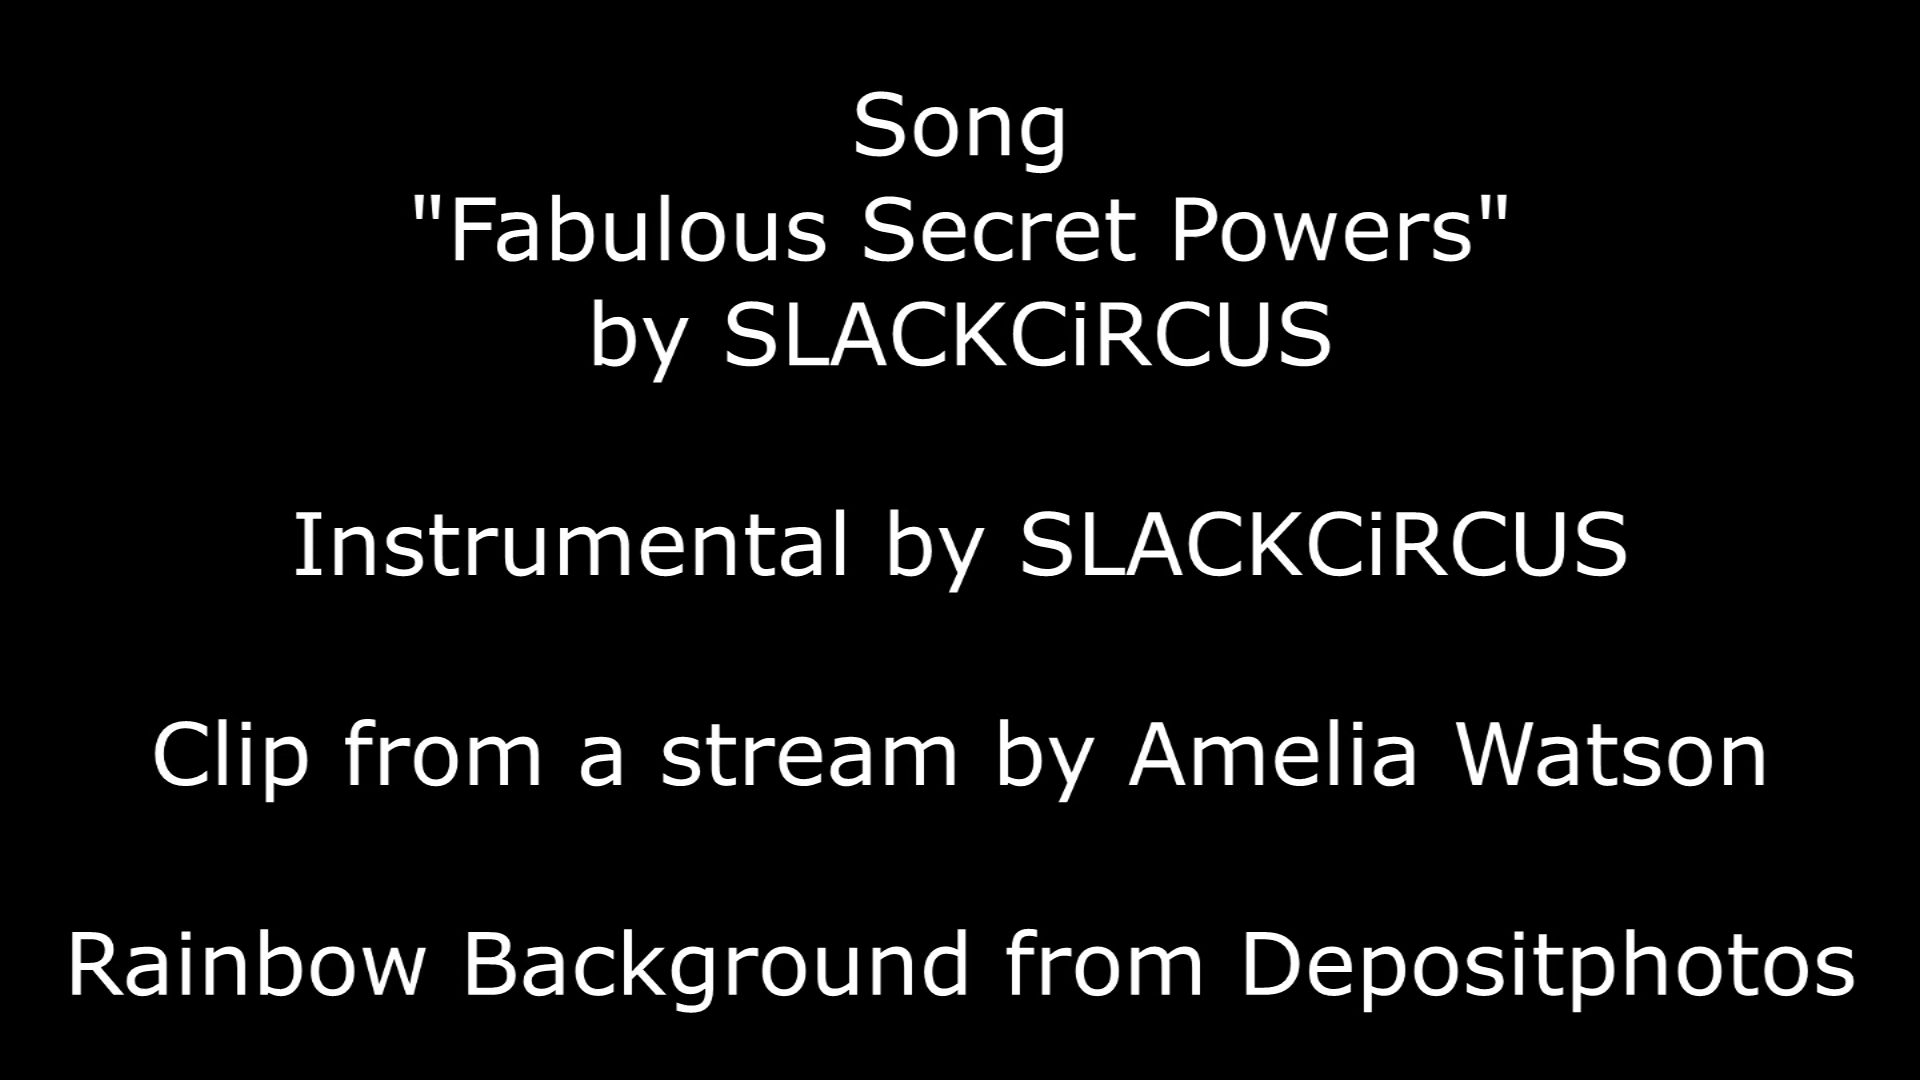 Song
"Fabulous Secret Powers"
by SLACKCiRCUS
Instrumental by SLACKCiRCUS
Clip from a stream by Amelia Watson
Rainbow Background from Depositphotos